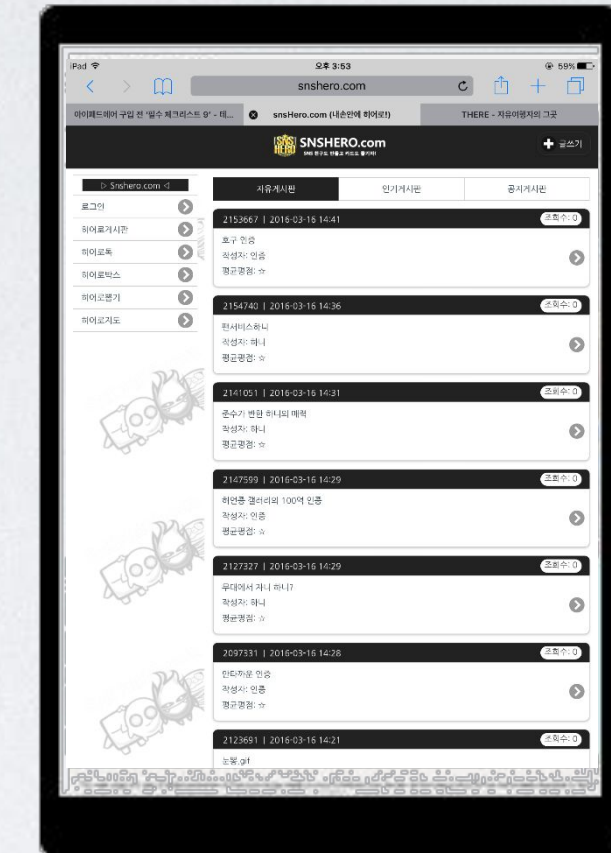 iPad
오후 3:53
59%
snshero.com
아이패드에어 구입 전 '필수 체크리스트 9' - 테...
snsHero.com (내손안에 히어로!)
THERE - 자유여행자의 그곳
SNS HERO
SNSHERO.com
글쓰기
▷ Snshero.com ◁
로그인
히어로게시판
히어로톡
히어로박스
히어로뽑기
히어로지도
자유게시판
인기게시판
공지게시판
2153667 | 2016-03-16 14:41
조회수: 0
호구 인증
작성자: 인증
평균평점: ☆
2154740 | 2016-03-16 14:36
조회수: 0
팬서비스하니
작성자: 하니
평균평점: ☆
2141051 | 2016-03-16 14:31
조회수: 0
준수가 반한 하니의 매력
작성자: 하니
평균평점: ☆
2147599 | 2016-03-16 14:29
조회수: 0
허언증 갤러리의 100억 인증
작성자: 인증
평균평점: ☆
2127327 | 2016-03-16 14:29
조회수: 0
무대에서 자니 하니?
작성자: 하니
평균평점: ☆
2097331 | 2016-03-16 14:28
조회수: 0
안타까운 인증
작성자: 인증
평균평점: ☆
2123691 | 2016-03-16 14:21
조회수: 0
눈뽕.gif